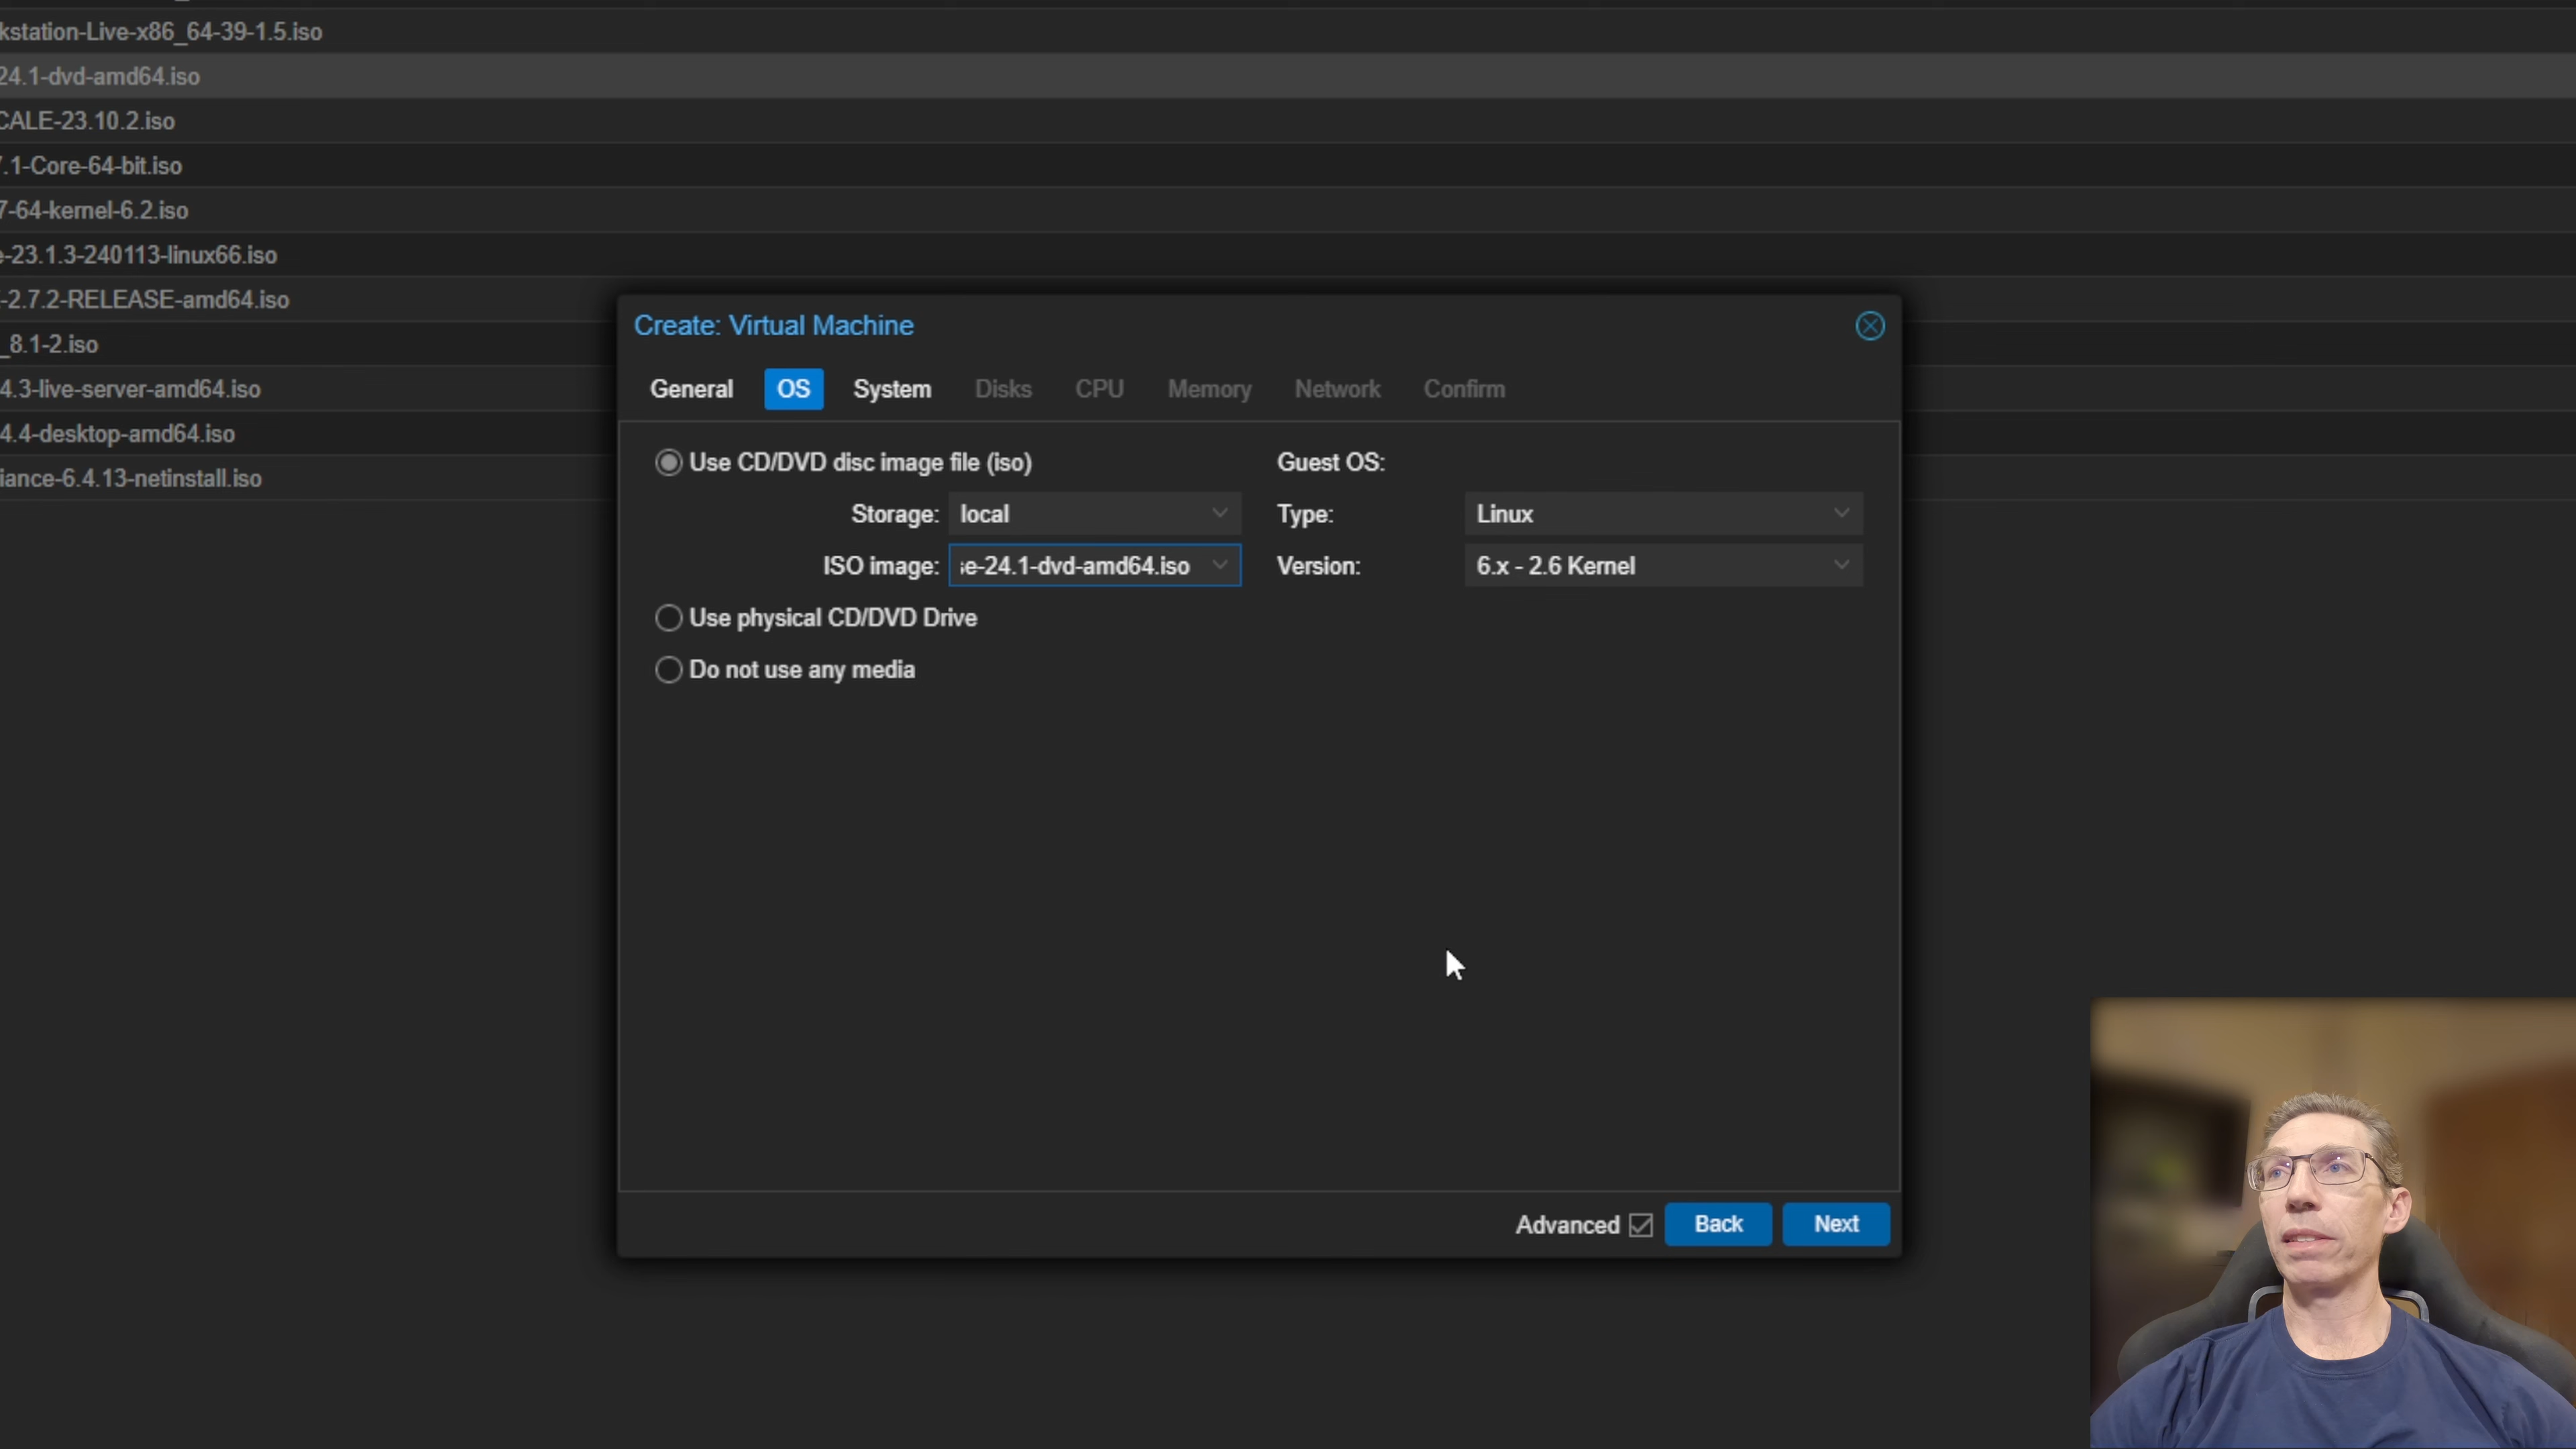 kstation-Live-x86_64-39-1.5.iso
24.1-dvd-amd64.iso
CALE-23.10.2.iso
.1-Core-64-bit.iso
7-64-kernel-6.2.iso
e-23.1.3-240113-linux66.iso
-2.7.2-RELEASE-amd64.iso
_8.1-2.iso
4.3-live-server-amd64.iso
4.4-desktop-amd64.iso
iance-6.4.13-netinstall.iso
Create: Virtual Machine
General OS System Disks CPU Memory Network Confirm
Use CD/DVD disc image file (iso)
Storage: local
ISO image: e-24.1-dvd-amd64.iso
Use physical CD/DVD Drive
Do not use any media
Guest OS:
Type: Linux
Version: 6.x - 2.6 Kernel
Advanced Back Next